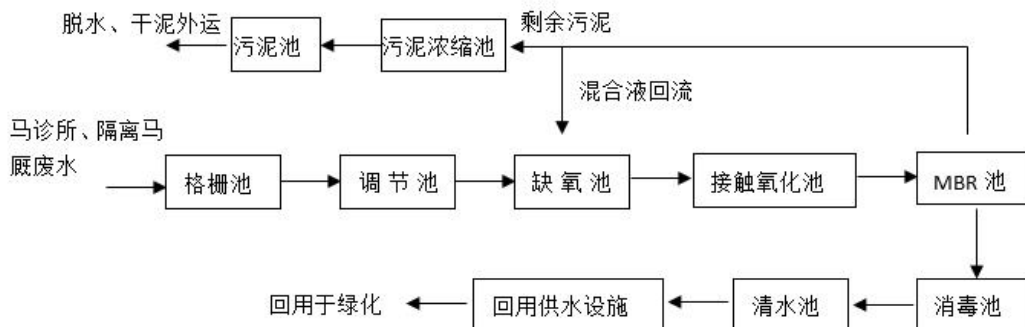 脱水、干泥外运
污泥池
污泥浓缩池
剩余污泥
混合液回流
马诊所、隔离马
厩废水
格栅池
调 节 池
缺 氧 池
接触氧化池
MBR 池
回用于绿化
回用供水设施
清水池
消毒池